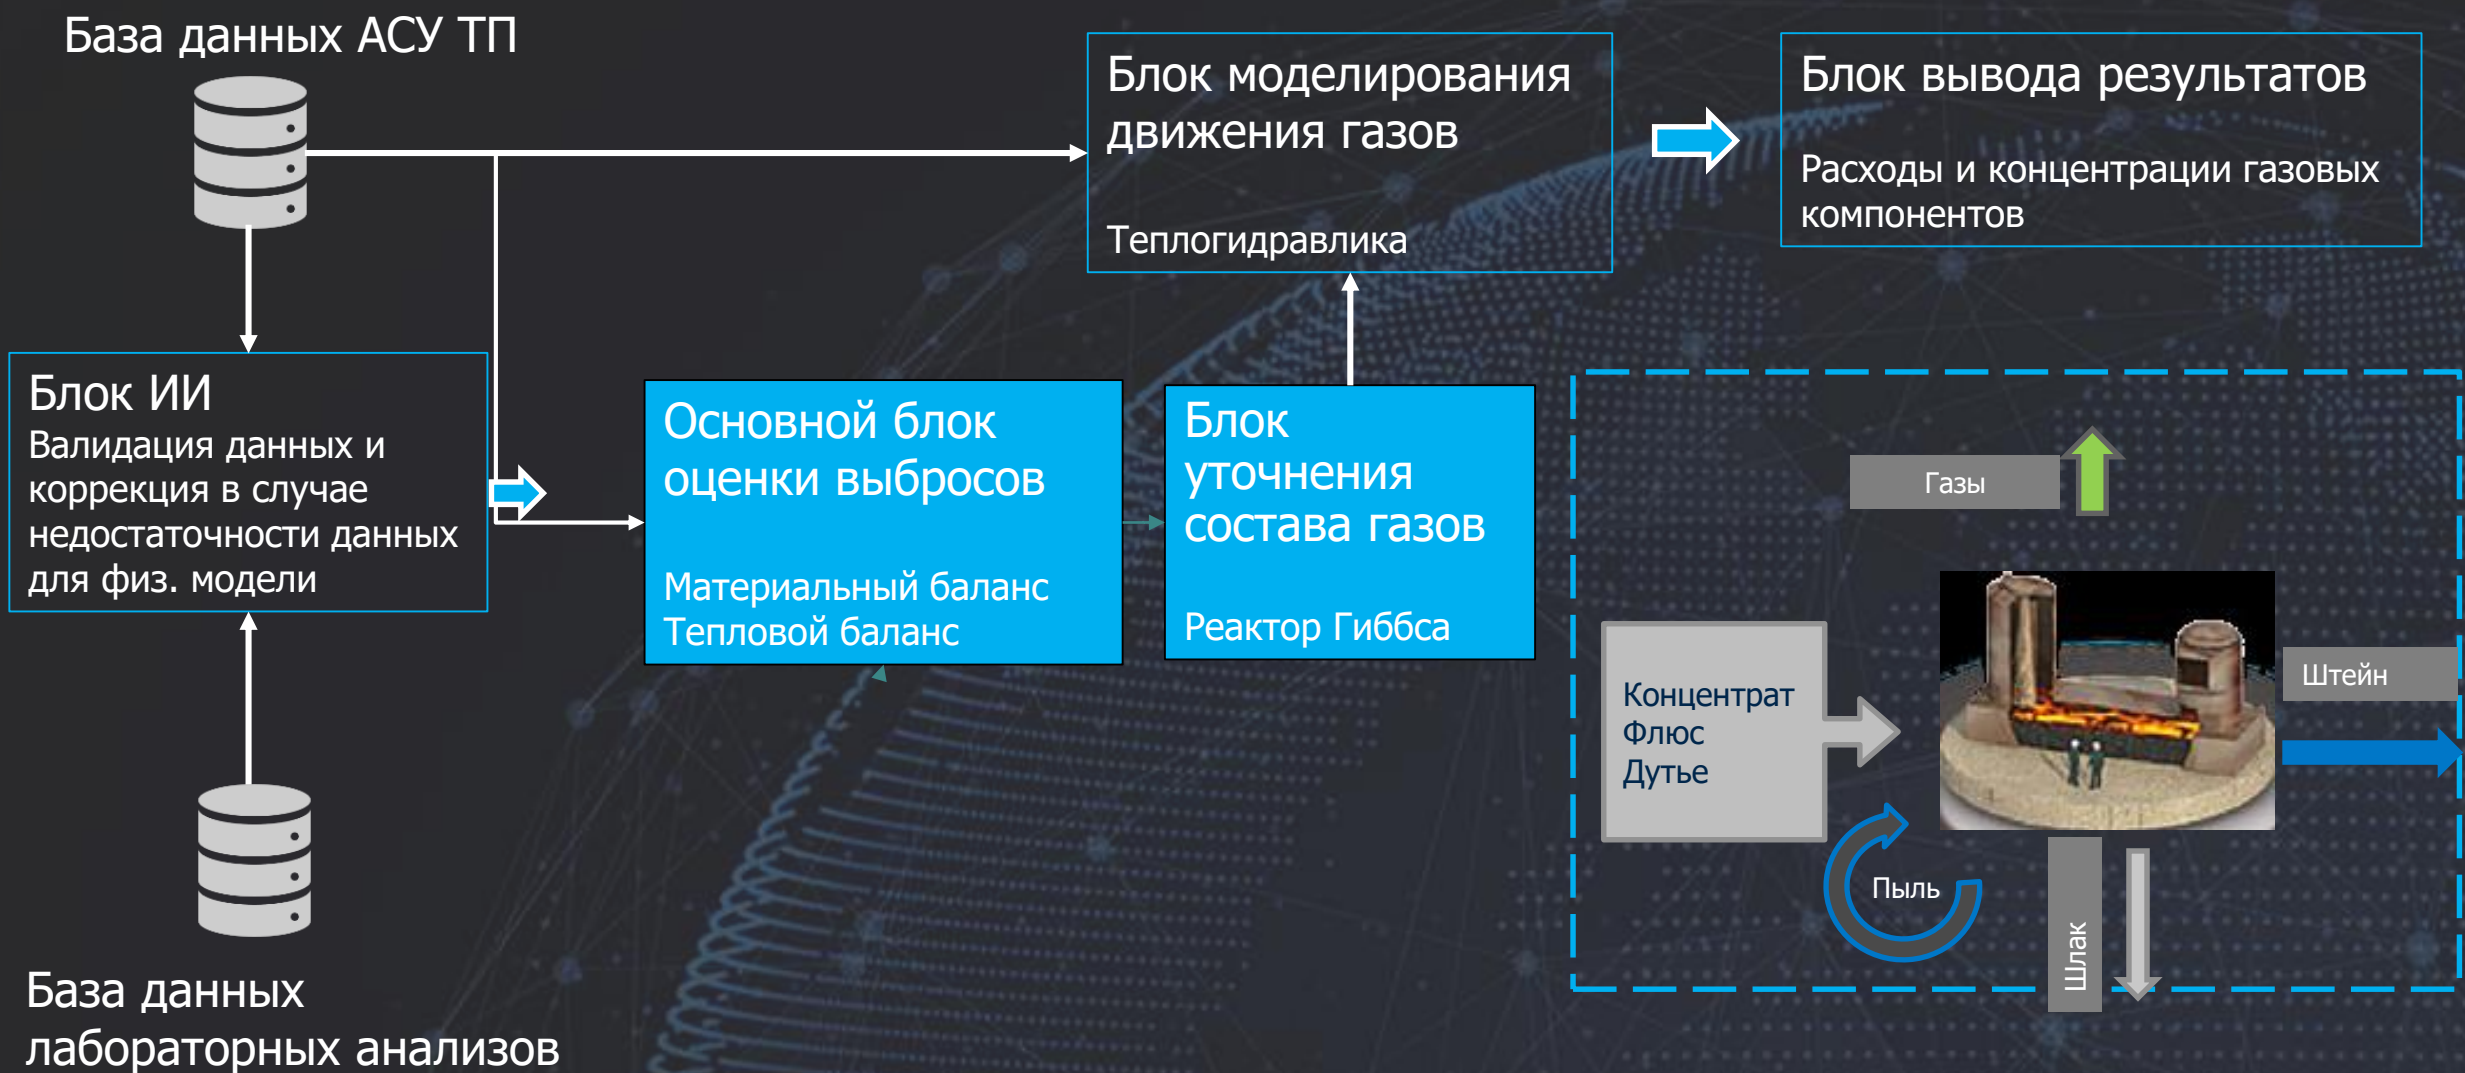 База данных АСУ ТП
Блок моделирования
движения газов
Теплогидравлика
Блок вывода результатов
Расходы и концентрации газовых
компонентов
Блок ИИ
Валидация данных и
коррекция в случае
недостаточности данных
для физ. модели
Основной блок
оценки выбросов
Материальный баланс
Тепловой баланс
Блок
уточнения
состава газов
Реактор Гиббса
Газы
Концентрат
Флюс
Дутье
Штейн
Пыль
Шлак
База данных
лабораторных анализов